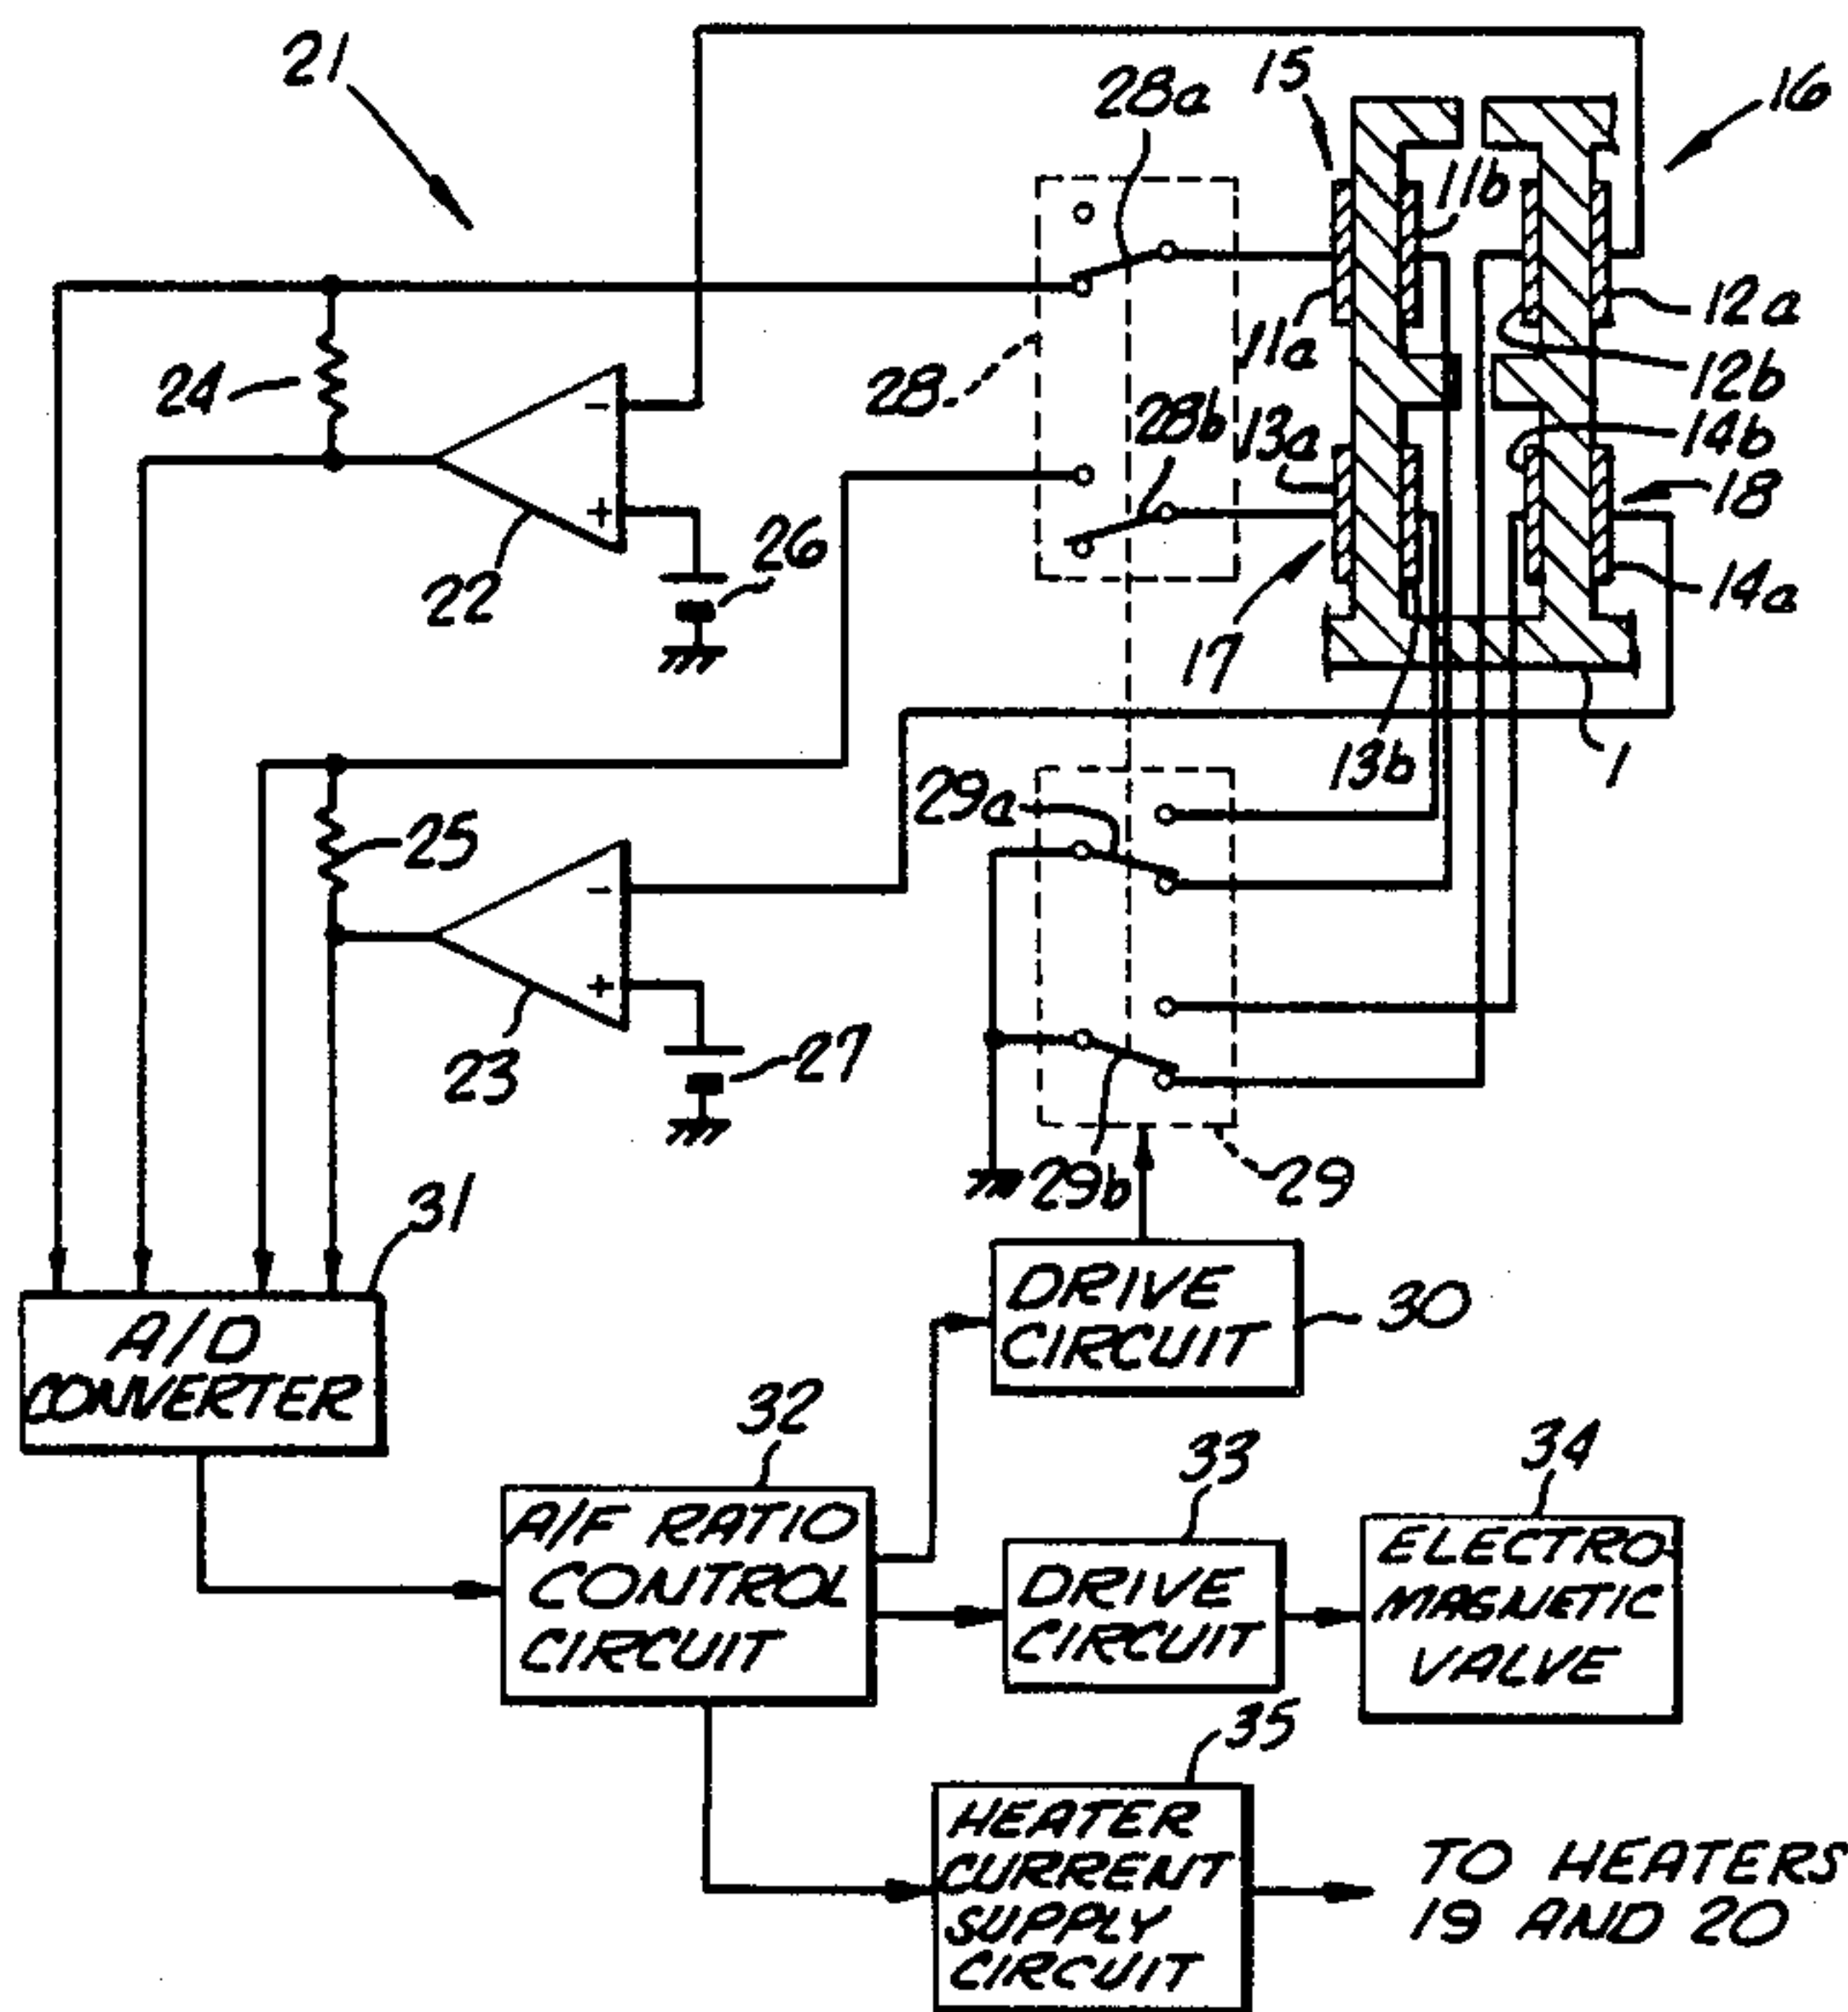 21
15
28a
16
11b
24
28
11a
12a
12b
28b
13a
14b
18
22
26
17
14a
13b
1
29a
25
23
27
29b
29
31
A/D
CONVERTER
DRIVE
CIRCUIT
30
32
A/F RATIO
CONTROL
CIRCUIT
33
DRIVE
CIRCUIT
34
ELECTRO-
MAGNETIC
VALVE
35
HEATER
CURRENT
SUPPLY
CIRCUIT
TO HEATERS
19 AND 20
-
+
-
+